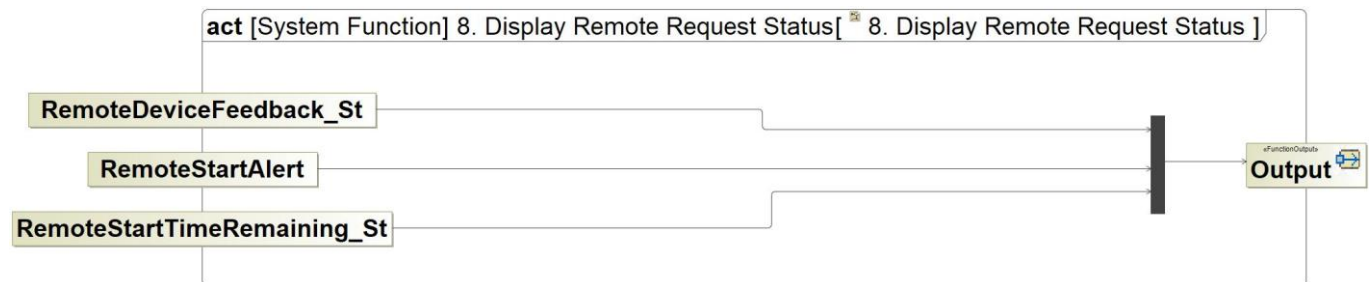 act [System Function] 8. Display Remote Request Status[ 8. Display Remote Request Status ]
RemoteDeviceFeedback_St
RemoteStartAlert
«FunctionOutput»
Output
RemoteStartTimeRemaining_St